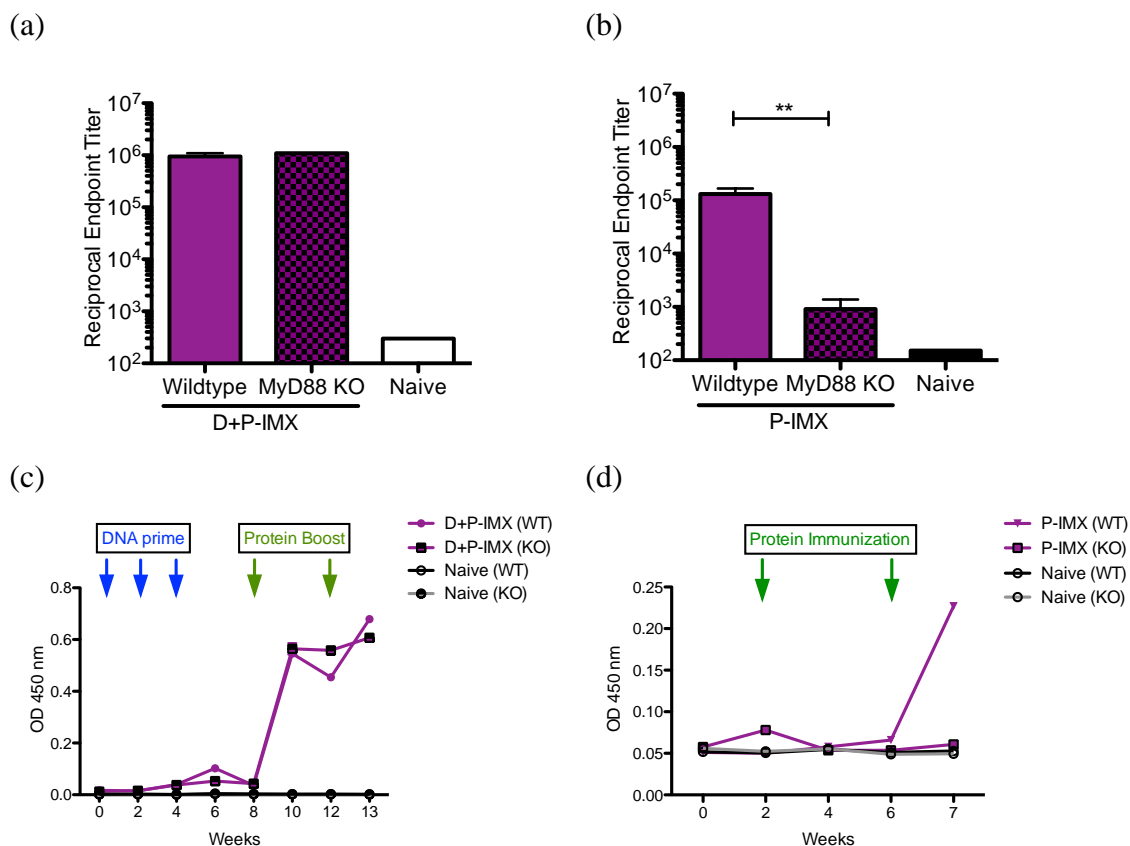 (a)
(b)
Reciprocal Endpoint Titer
10^7
10^6
10^5
10^4
10^3
10^2
Wildtype MyD88 KO Naive
D+P-IMX
Reciprocal Endpoint Titer
10^7
10^6
10^5
10^4
10^3
10^2
**
Wildtype MyD88 KO Naive
P-IMX
(c)
(d)
DNA prime
Protein Boost
D+P-IMX (WT)
D+P-IMX (KO)
Naive (WT)
Naive (KO)
OD 450 nm
0.8
0.6
0.4
0.2
0.0
0 2 4 6 8 10 12 13
Weeks
Protein Immunization
P-IMX (WT)
P-IMX (KO)
Naive (WT)
Naive (KO)
OD 450 nm
0.25
0.20
0.15
0.10
0.05
0.00
0 2 4 6 7
Weeks